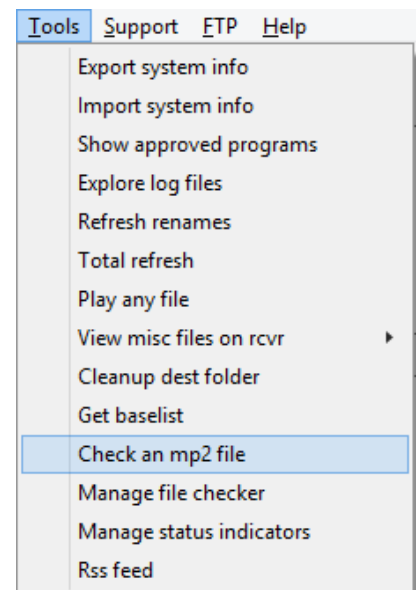 Tools Support FTP Help
Export system info
Import system info
Show approved programs
Explore log files
Refresh renames
Total refresh
Play any file
View misc files on rcvr
Cleanup dest folder
Get baselist
Check an mp2 file
Manage file checker
Manage status indicators
Rss feed